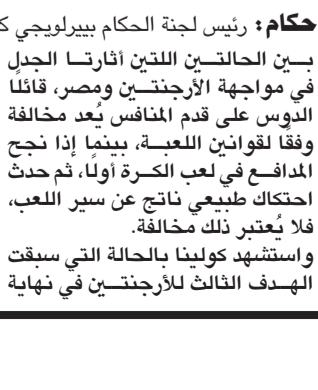 حكام: رئيس لجنة الحكام بييرلويجي ك
بين الحالتين اللتين أثارتا الجدل
في مواجهة الأرجنتين ومصر، قائلا
الدوس على قدم المنافس يُعد مخالفة
وفقًا لقوانين اللعبة، بينما إذا نجح
المدافع في لعب الكرة أولًا، ثم حدث
احتكاك طبيعي ناتج عن سير اللعب،
فلا يُعتبر ذلك مخالفة.
واستشهد كولينا بالحالة التي سبقت
الهدف الثالث للأرجنتين في نهاية